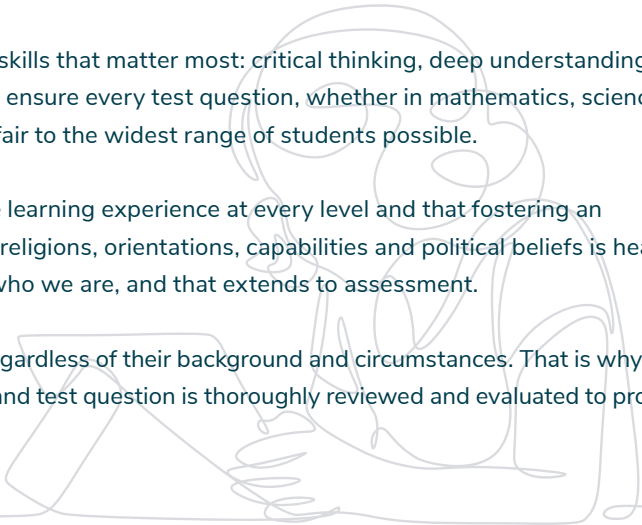 skills that matter most: critical thinking, deep understanding
ensure every test question, whether in mathematics, scienc
fair to the widest range of students possible.
learning experience at every level and that fostering an
religions, orientations, capabilities and political beliefs is hea
who we are, and that extends to assessment.
gardless of their background and circumstances. That is why
and test question is thoroughly reviewed and evaluated to pro